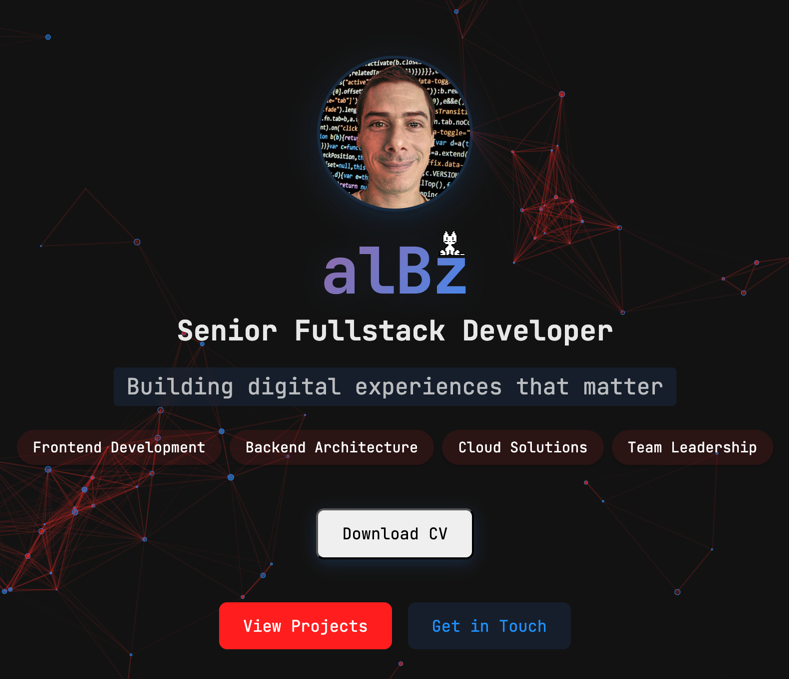 alBz
Senior Fullstack Developer
Building digital experiences that matter
Frontend Development Backend Architecture Cloud Solutions Team Leadership
Download CV
View Projects Get in Touch